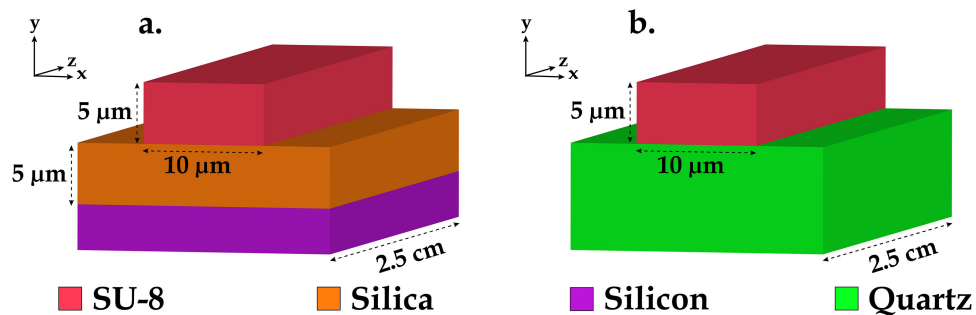 a.
y
z
x
5 µm
10 µm
5 µm
2.5 cm
b.
y
z
x
5 µm
10 µm
2.5 cm
SU-8
Silica
Silicon
Quartz